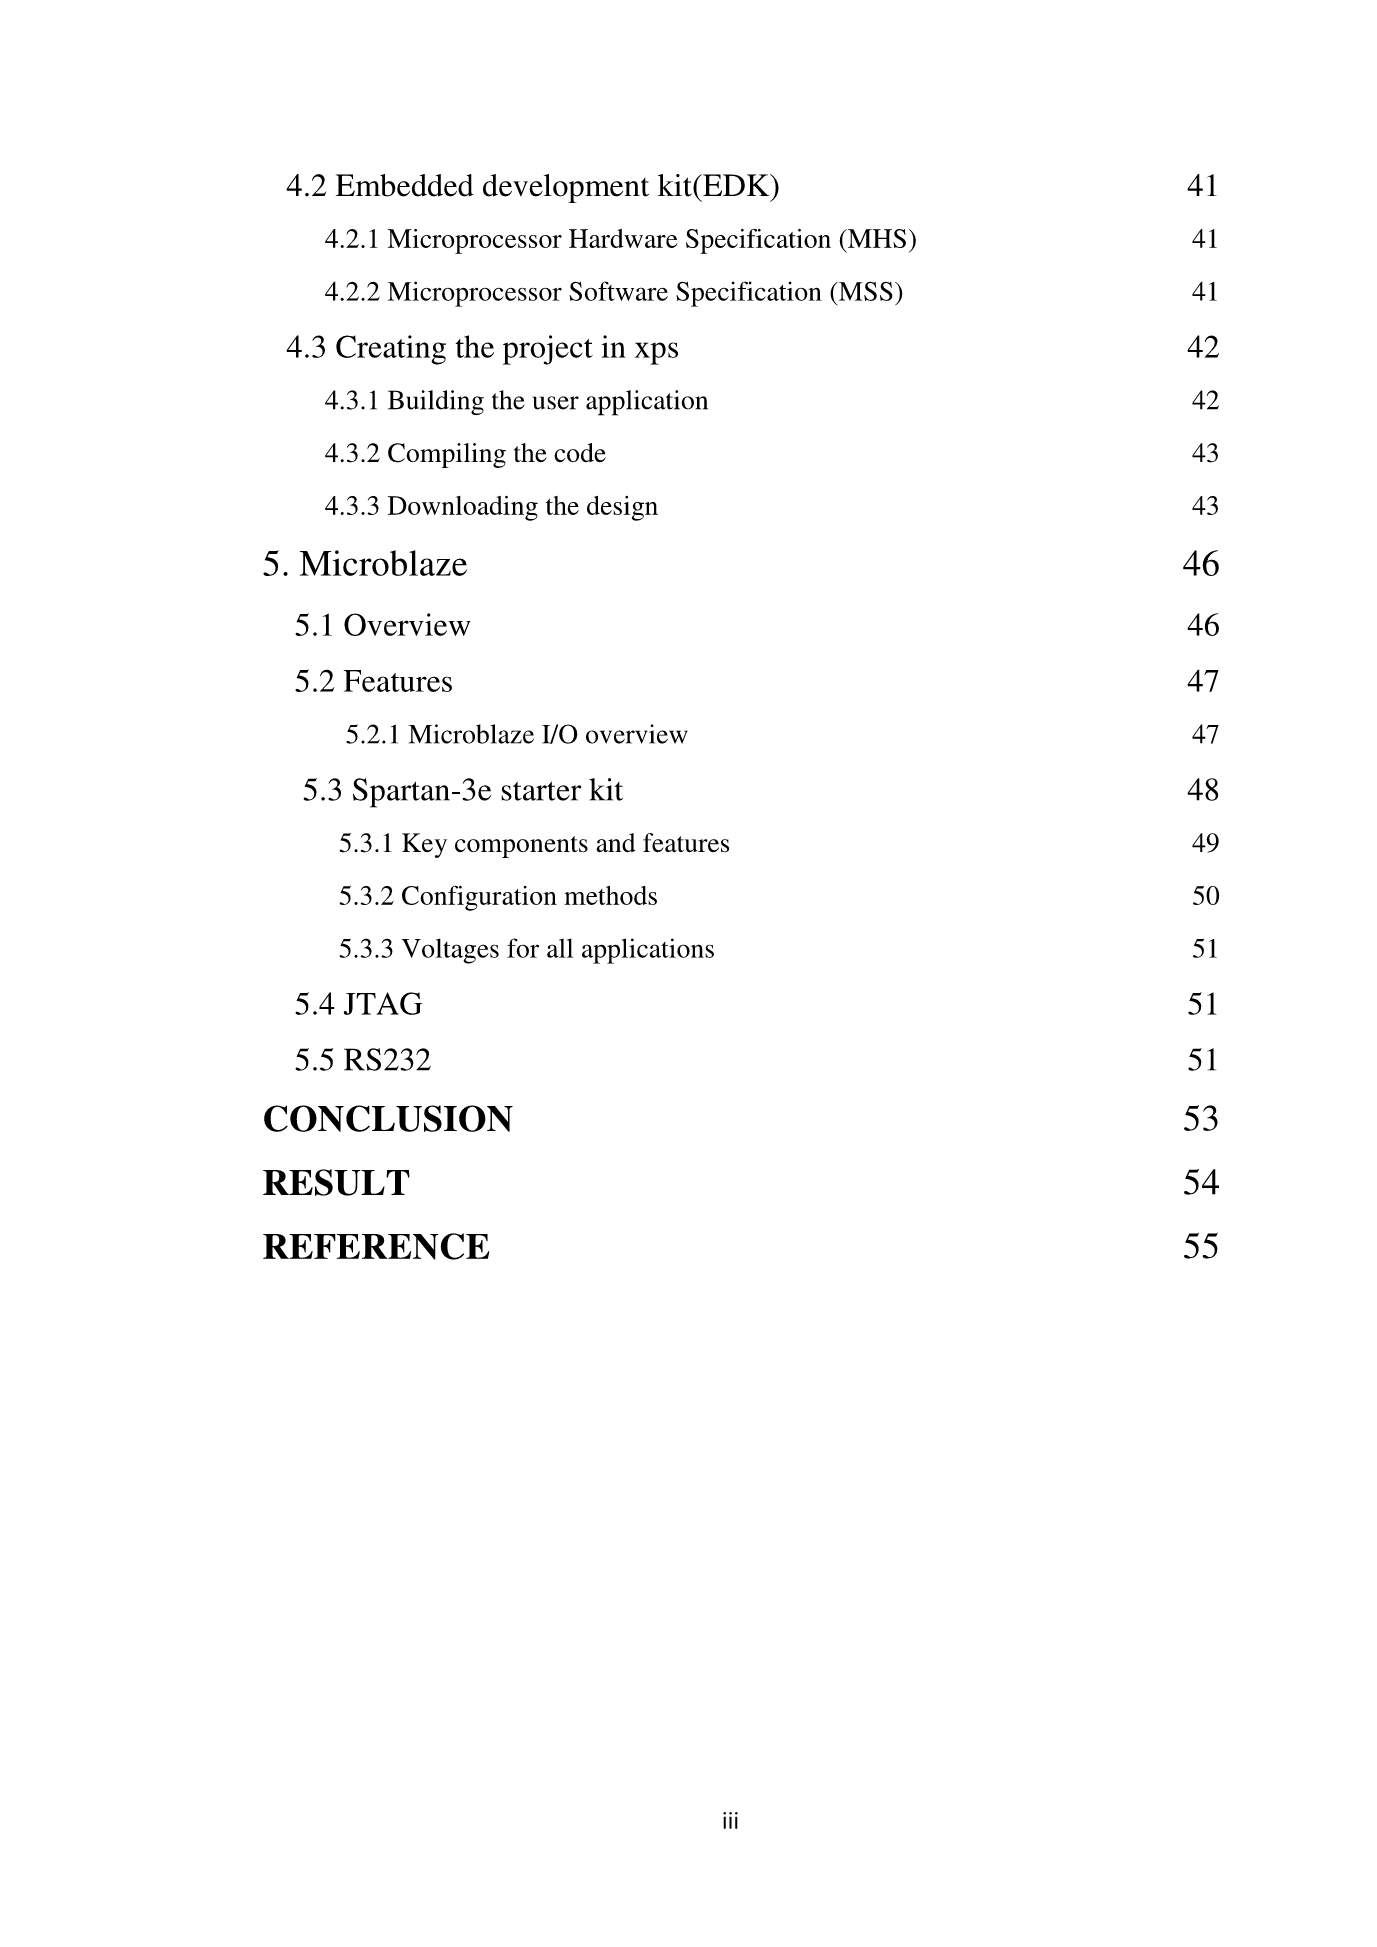 4.2 Embedded development kit(EDK) 41
4.2.1 Microprocessor Hardware Specification (MHS) 41
4.2.2 Microprocessor Software Specification (MSS) 41
4.3 Creating the project in xps 42
4.3.1 Building the user application 42
4.3.2 Compiling the code 43
4.3.3 Downloading the design 43
5. Microblaze 46
5.1 Overview 46
5.2 Features 47
5.2.1 Microblaze I/O overview 47
5.3 Spartan-3e starter kit 48
5.3.1 Key components and features 49
5.3.2 Configuration methods 50
5.3.3 Voltages for all applications 51
5.4 JTAG 51
5.5 RS232 51
CONCLUSION 53
RESULT 54
REFERENCE 55
iii